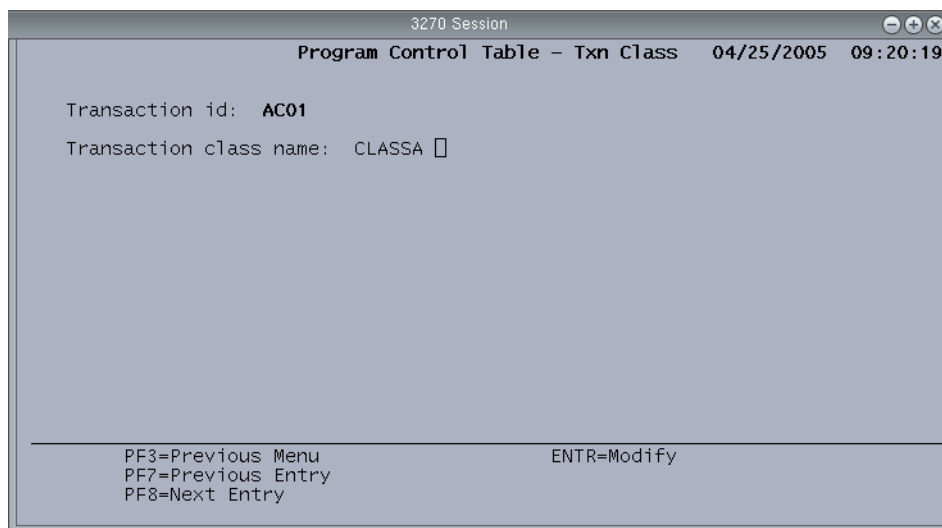 3270 Session
Program Control Table – Txn Class 04/25/2005 09:20:19
Transaction id: AC01
Transaction class name: CLASSA
PF3=Previous Menu ENTR=Modify
PF7=Previous Entry
PF8=Next Entry